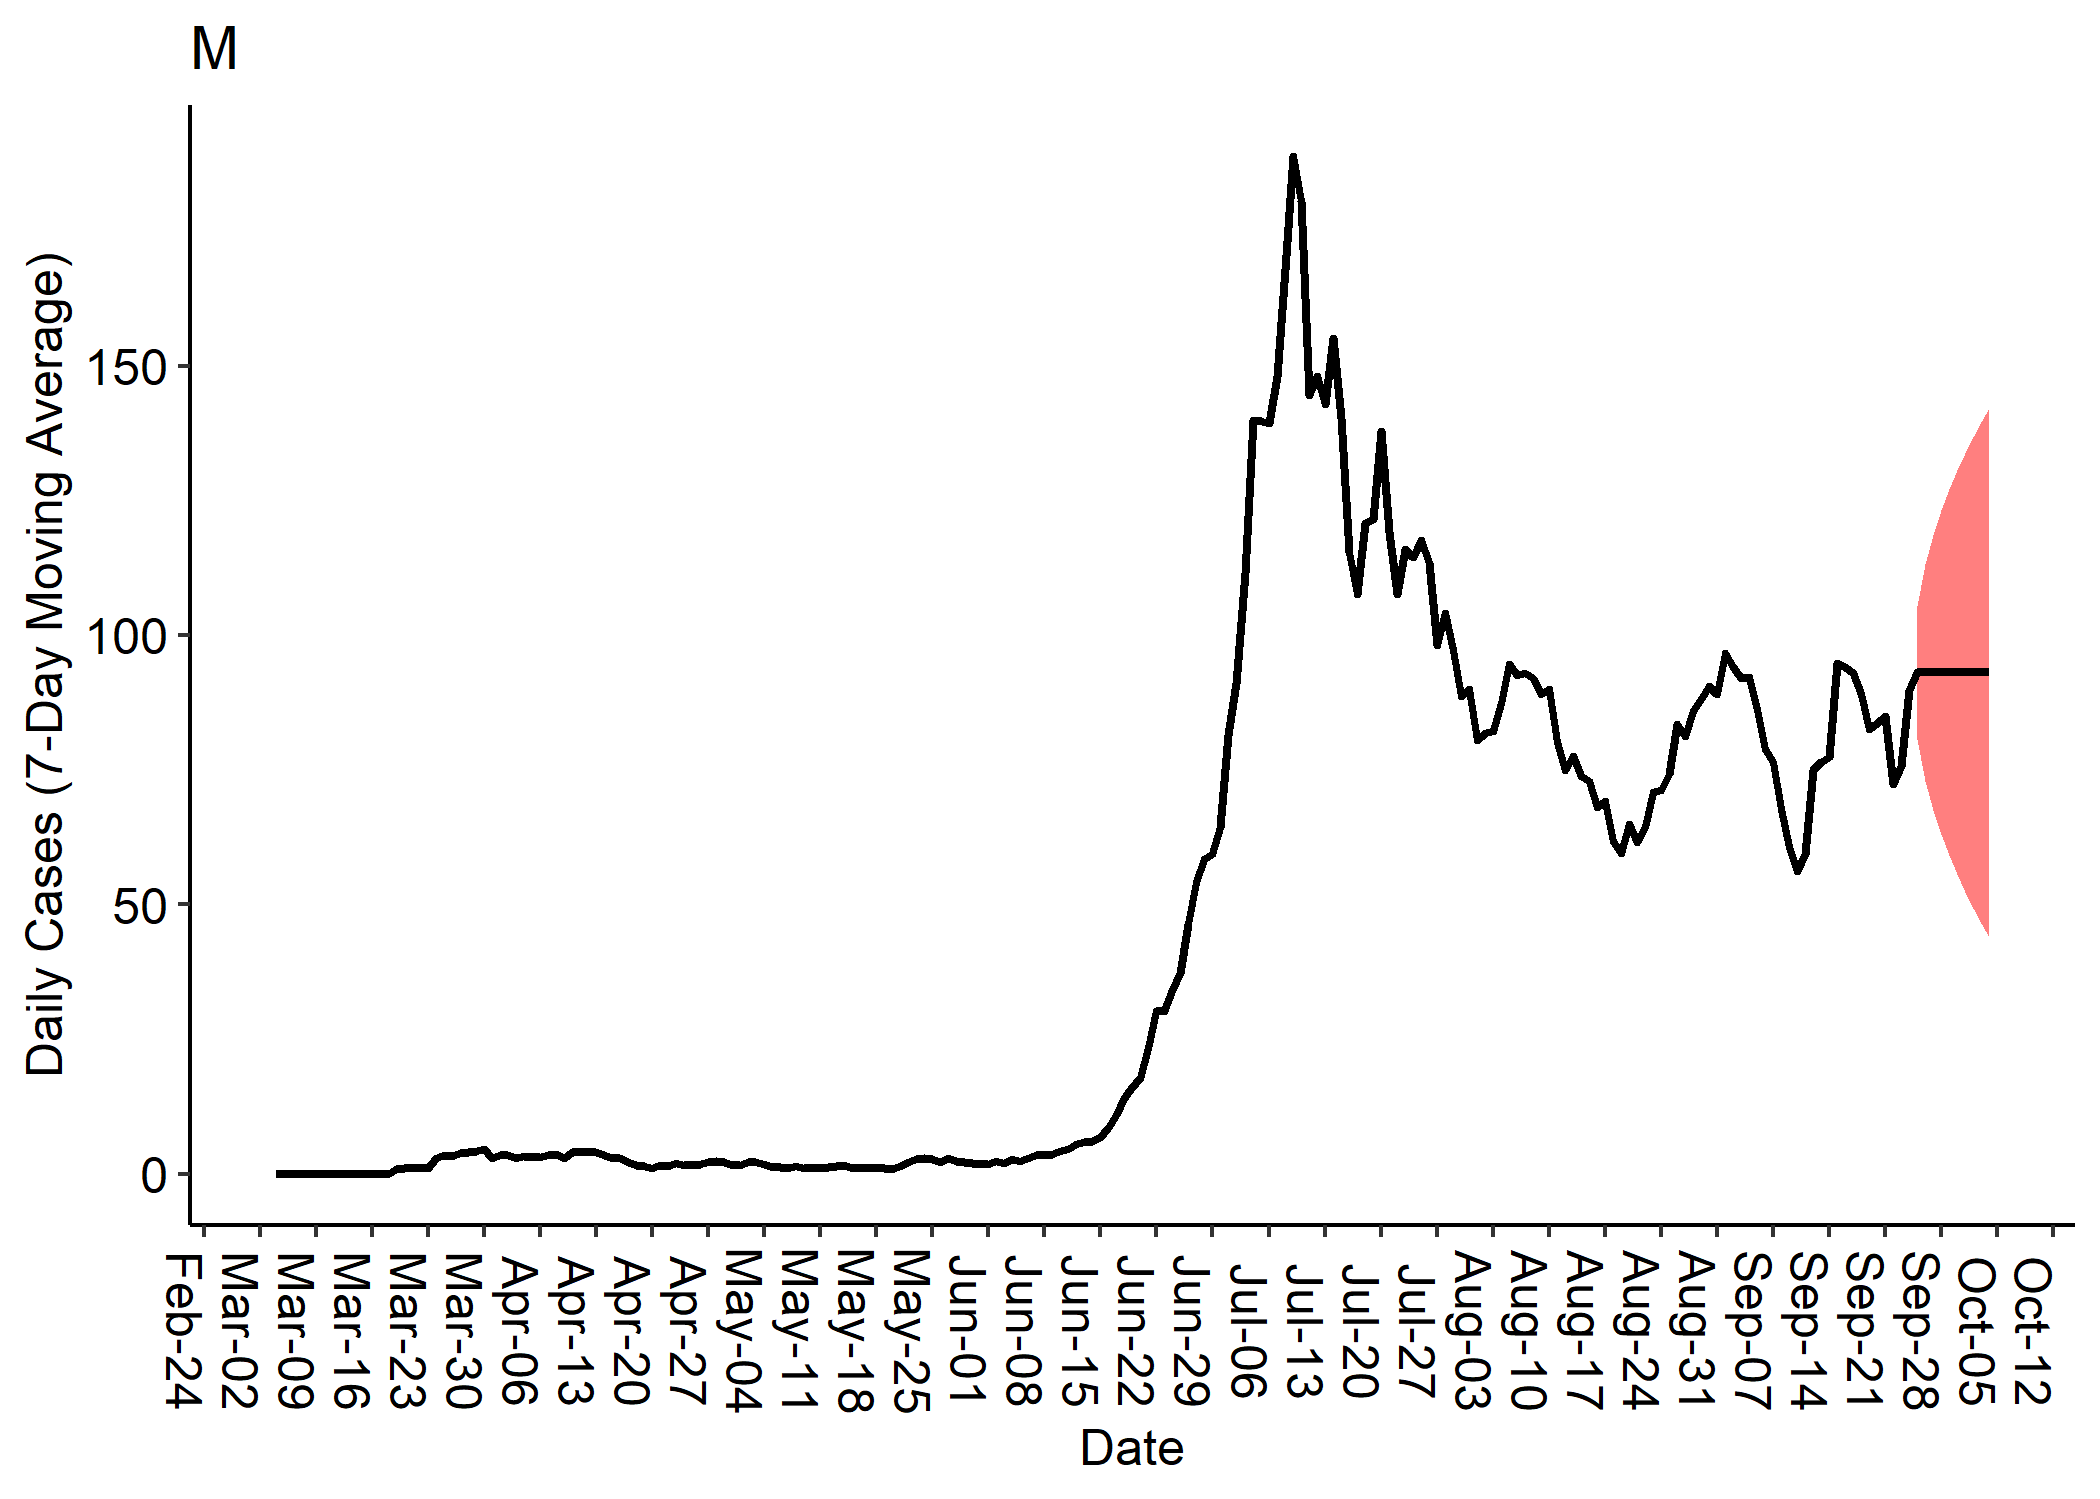 M
Daily Cases (7-Day Moving Average)
150
100
50
0
Feb-24
Mar-02
Mar-09
Mar-16
Mar-23
Mar-30
Apr-06
Apr-13
Apr-20
Apr-27
May-04
May-11
May-18
May-25
Jun-01
Jun-08
Jun-15
Jun-22
Jun-29
Jul-06
Jul-13
Jul-20
Jul-27
Aug-03
Aug-10
Aug-17
Aug-24
Aug-31
Sep-07
Sep-14
Sep-21
Sep-28
Oct-05
Oct-12
Date